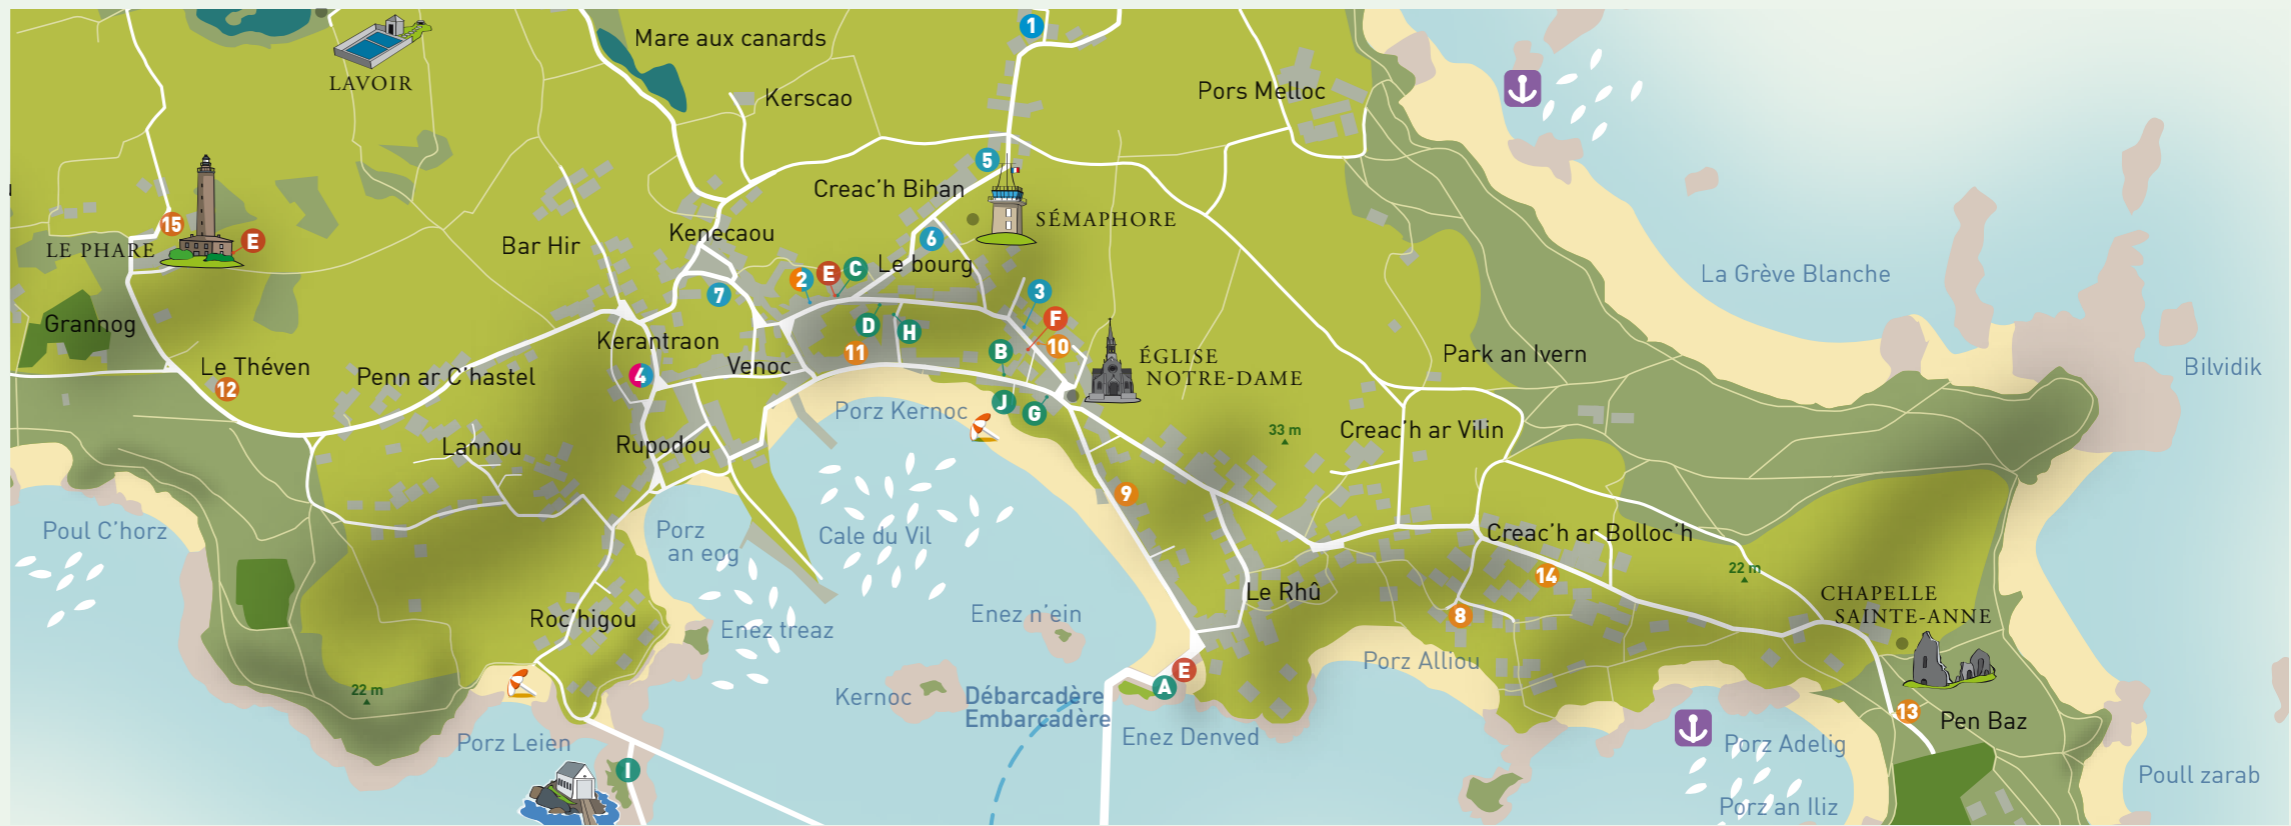 1
Mare aux canards
LAVOIR
Kerscao
Pors Melloc
5
Creac’h Bihan
SÉMAPHORE
15
E
LE PHARE
Bar Hir
Kenecaou
6
Le bourg
La Grève Blanche
2
E
C
7
3
F
10
D
H
11
B
Grannog
Kerantraon
Venoc
ÉGLISE
NOTRE-DAME
Park an Ivern
Bilvidik
Le Théven
12
Penn ar C’hastel
4
J
G
Porz Kernoc
33 m
Creac’h ar Vilin
Lannou
Rupodou
9
Poul C’horz
Porz
an eog
Cale du Vil
Creac’h ar Bolloc’h
14
22 m
Le Rhû
8
CHAPELLE
SAINTE-ANNE
Roc’higou
Enez treaz
Enez n’ein
Porz Alliou
22 m
Kernoc
Débarcadère
Embarcadère
A
E
Enez Denved
13
Pen Baz
Porz Leien
I
Porz Adelig
Porz an Iliz
Poull zarab